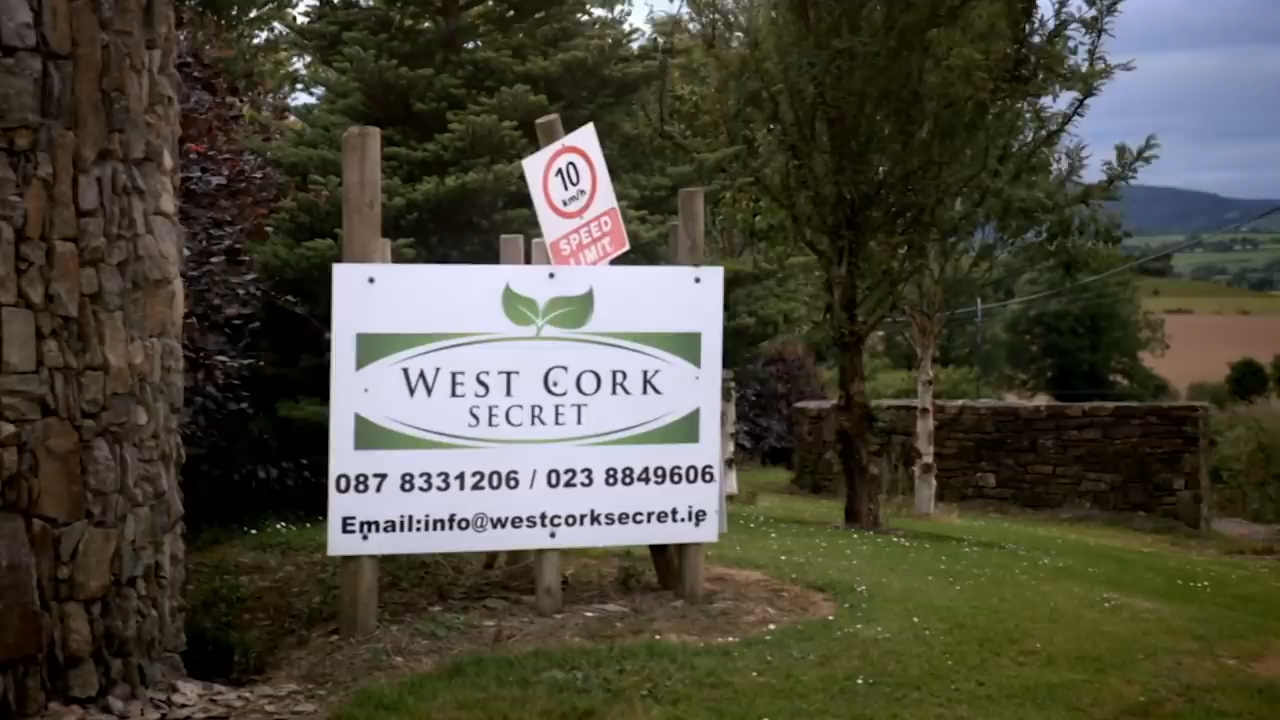 10
km/h
SPEED
LIMIT
WEST CORK
SECRET
087 8331206 / 023 8849606
Email:info@westcorksecret.ie